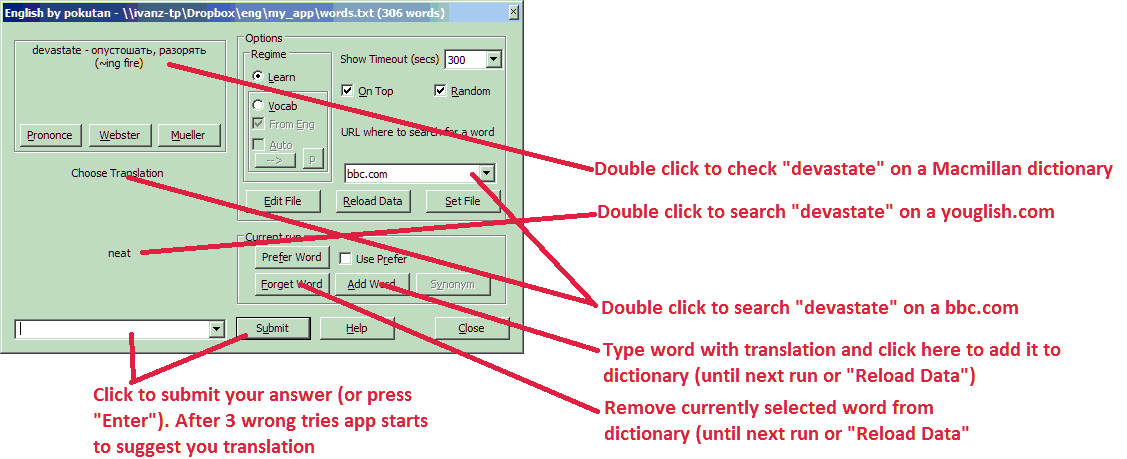 English by pokutan - \\ivanz-tp\Dropbox\eng\my_app\words.txt (306 words)
devastate - опустошать, разорять
(~ing fire)
Prononce
Webster
Mueller
Choose Translation
neat
Options
Regime
Learn
Vocab
From Eng
Auto
-->
p
Show Timeout (secs)
300
On Top
Random
URL where to search for a word
bbc.com
Edit File
Reload Data
Set File
Current run
Prefer Word
Use Prefer
Forget Word
Add Word
Synonym
Submit
Help
Close
Double click to check "devastate" on a Macmillan dictionary
Double click to search "devastate" on a youglish.com
Double click to search "devastate" on a bbc.com
Type word with translation and click here to add it to
dictionary (until next run or "Reload Data")
Remove currently selected word from
dictionary (until next run or "Reload Data"
Click to submit your answer (or press
"Enter"). After 3 wrong tries app starts
to suggest you translation